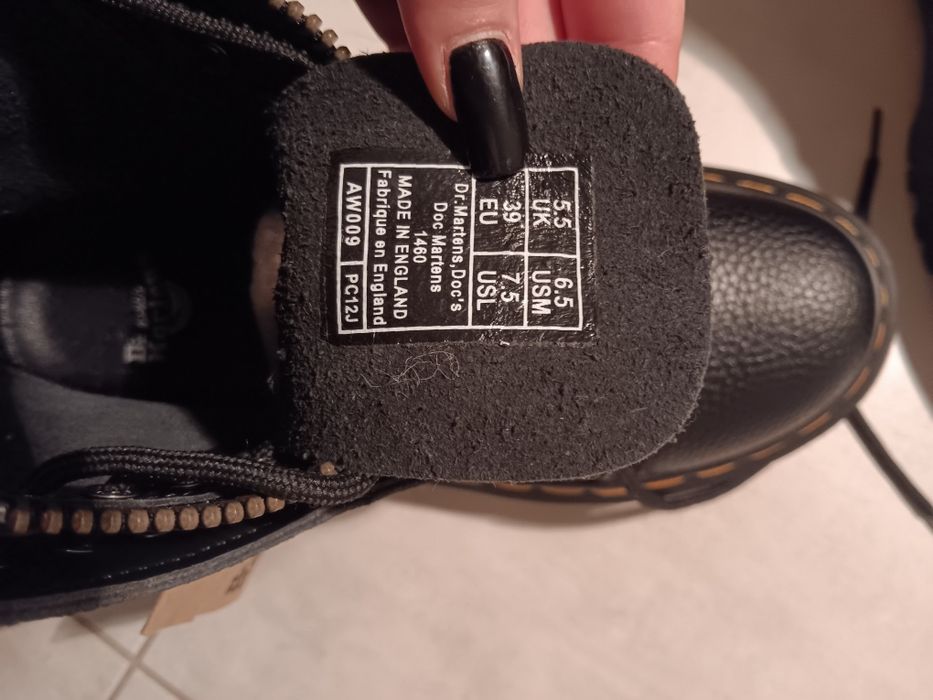 5.5 6.5
UK USM
39 7.5
EU USL
Dr.Martens,Doc's
Doc Martens
1460
MADE IN ENGLAND
Fabrique en England
AW009 PC12J